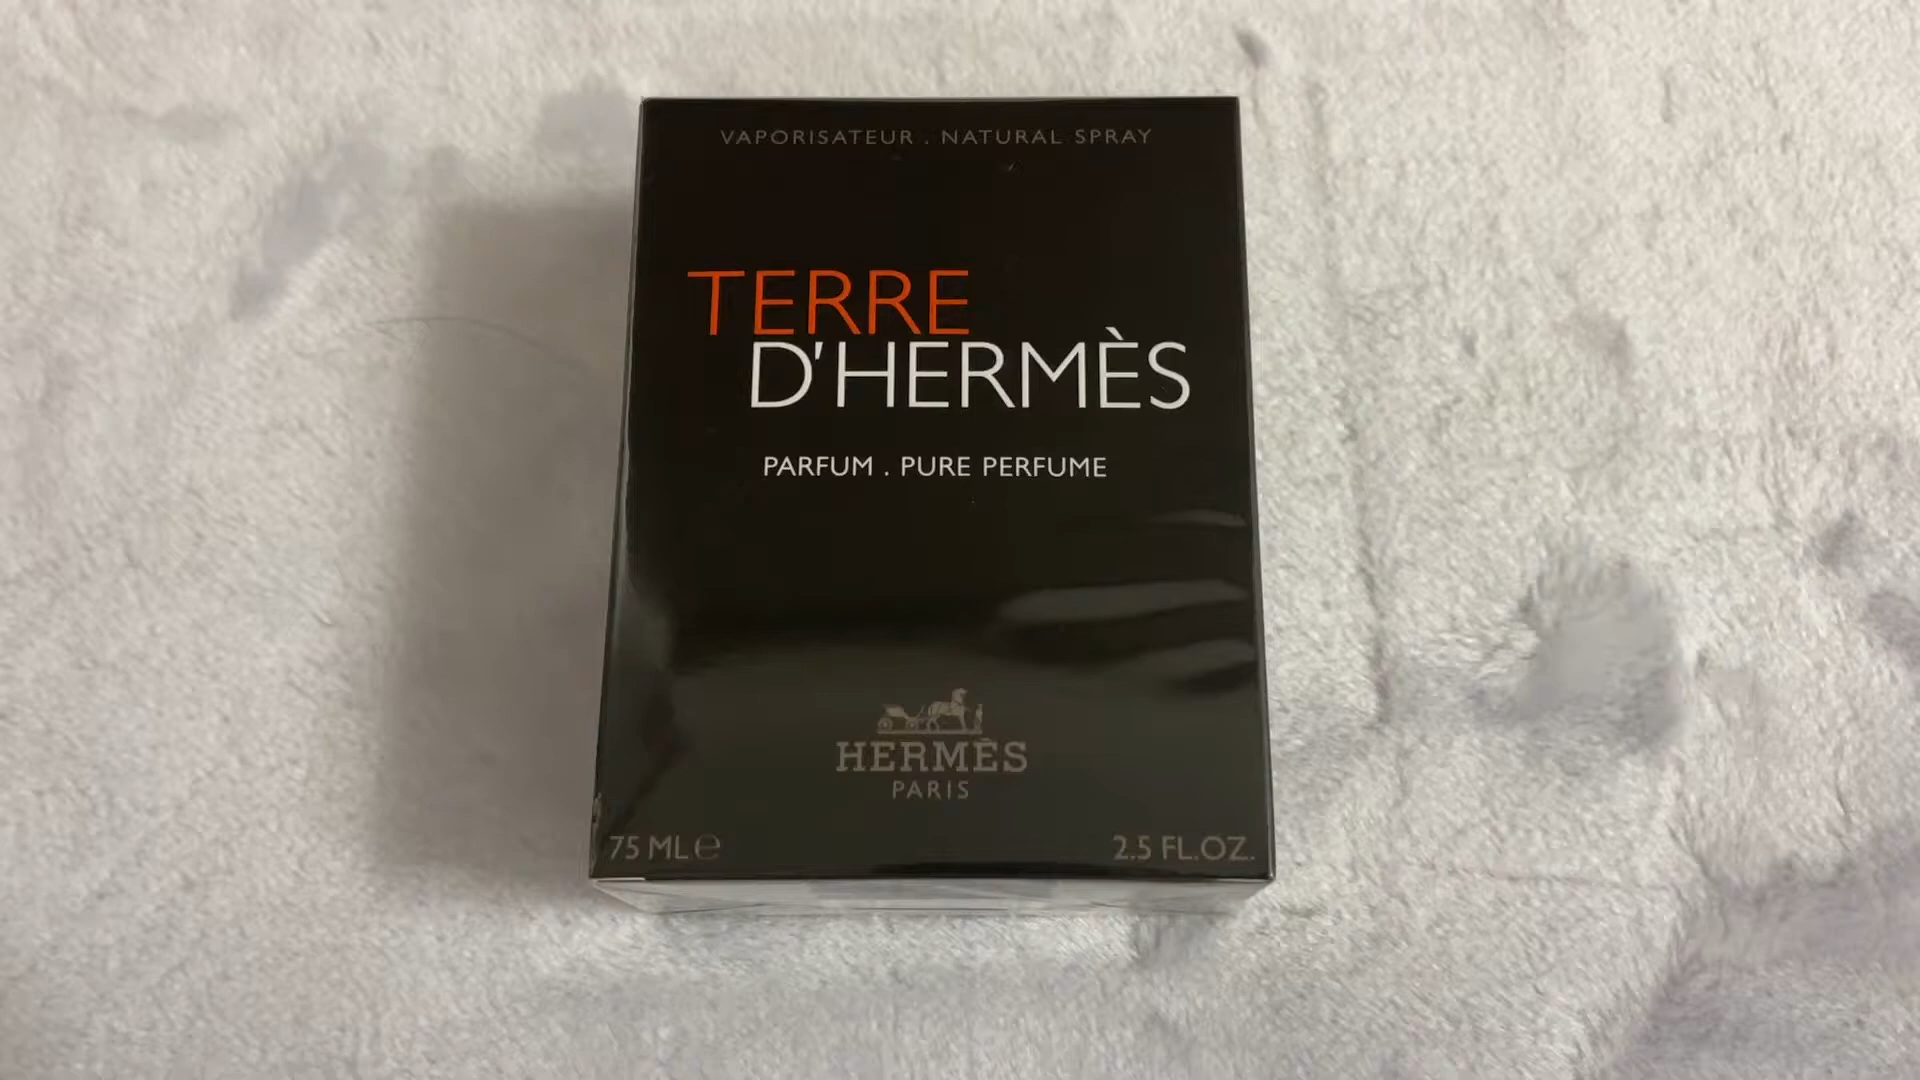 VAPORISATEUR . NATURAL SPRAY
TERRE
D'HERMÈS
PARFUM . PURE PERFUME
HERMÈS
PARIS
75 ML ℮
2.5 FL.OZ.